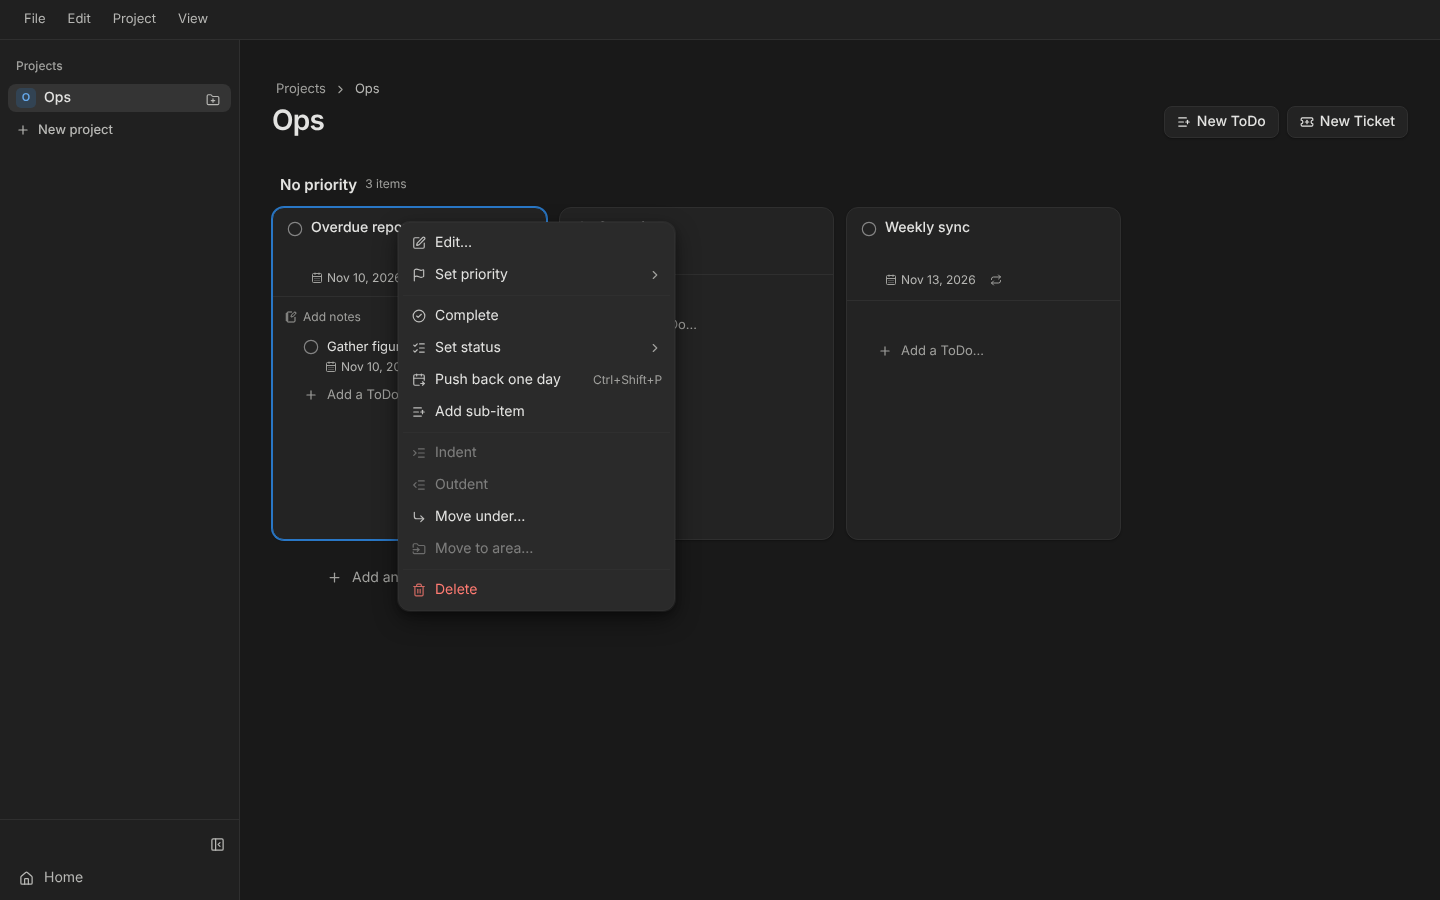 File Edit Project View
Projects
O Ops
New project
Projects > Ops
Ops
New ToDo
New Ticket
No priority 3 items
Overdue repo
Nov 10, 2026
Add notes
Gather figur
Nov 10, 20
Add a ToDo
Edit...
Set priority
Complete
Set status
Push back one day Ctrl+Shift+P
Add sub-item
Indent
Outdent
Move under...
Move to area...
Delete
Do...
Weekly sync
Nov 13, 2026
Add a ToDo...
Add an
Home